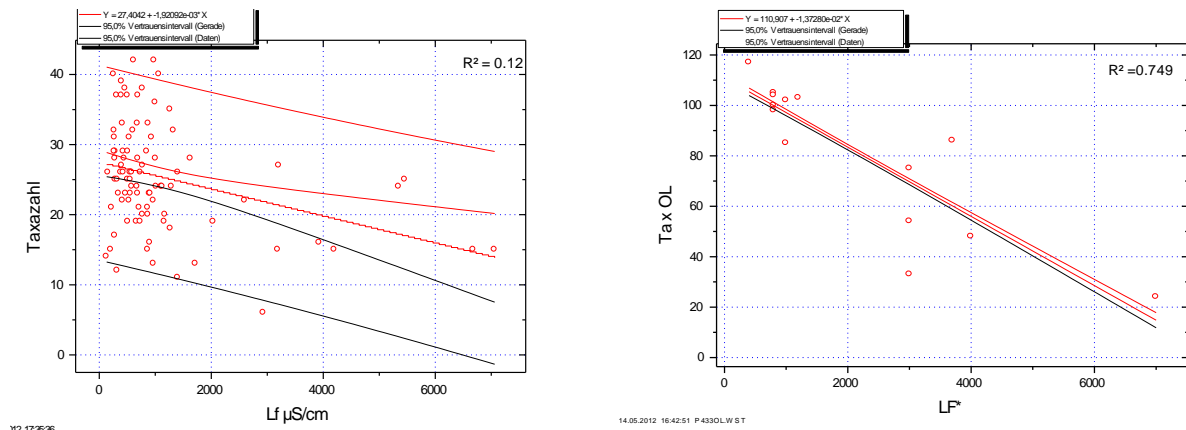 Y = 27,4042 + -1,92092e-03* X
95,0% Vertrauensintervall (Gerade)
95,0% Vertrauensintervall (Daten)
R² = 0.12
40
30
20
10
0
Taxazahl
0 2000 4000 6000
Lf µS/cm
Y = 110,907 + -1,37280e-02* X
95,0% Vertrauensintervall (Gerade)
95,0% Vertrauensintervall (Daten)
R² =0.749
120
100
80
60
40
20
0
Tax OL
0 2000 4000 6000
LF*
14.05.2012 16:42:51 P433OL.WST